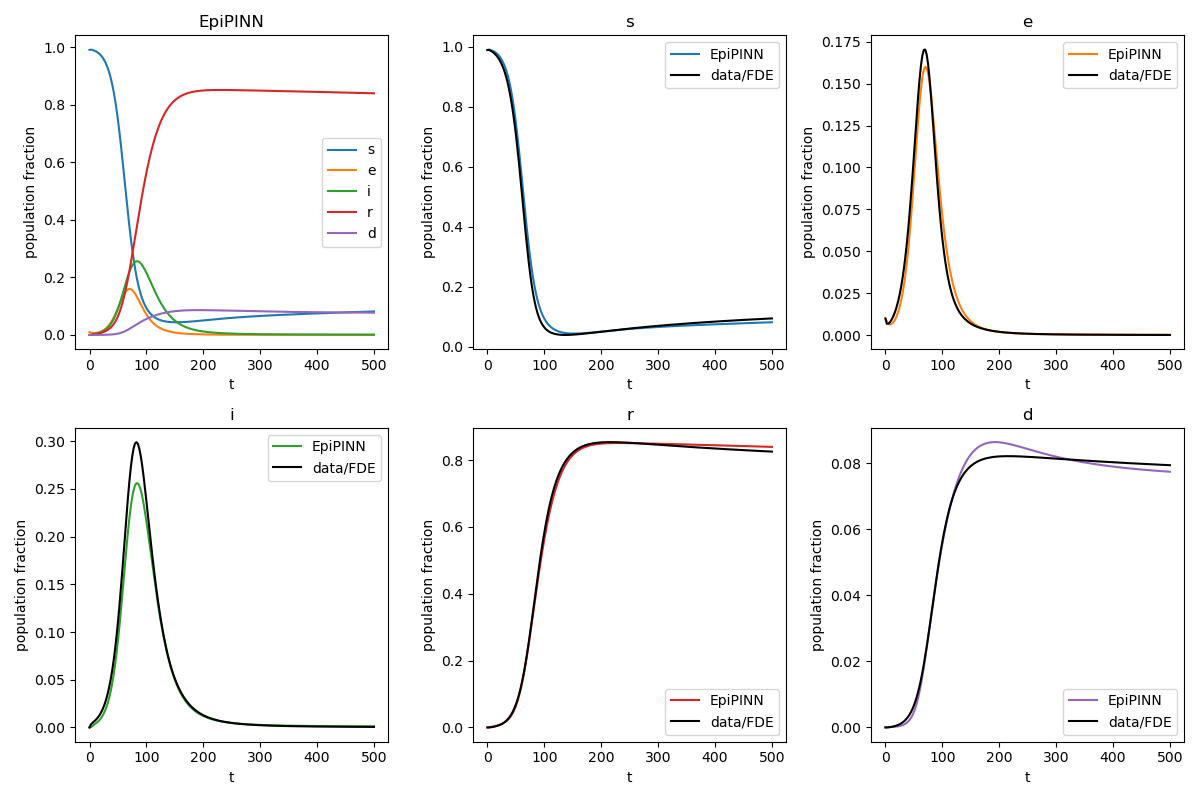 EpiPINN
1.0
0.8
0.6
0.4
0.2
0.0
population fraction
0 100 200 300 400 500
t
s
e
i
r
d
s
1.0
0.8
0.6
0.4
0.2
0.0
population fraction
0 100 200 300 400 500
t
EpiPINN
data/FDE
e
0.175
0.150
0.125
0.100
0.075
0.050
0.025
0.000
population fraction
0 100 200 300 400 500
t
EpiPINN
data/FDE
i
0.30
0.25
0.20
0.15
0.10
0.05
0.00
population fraction
0 100 200 300 400 500
t
EpiPINN
data/FDE
r
0.8
0.6
0.4
0.2
0.0
population fraction
0 100 200 300 400 500
t
EpiPINN
data/FDE
d
0.08
0.06
0.04
0.02
0.00
population fraction
0 100 200 300 400 500
t
EpiPINN
data/FDE